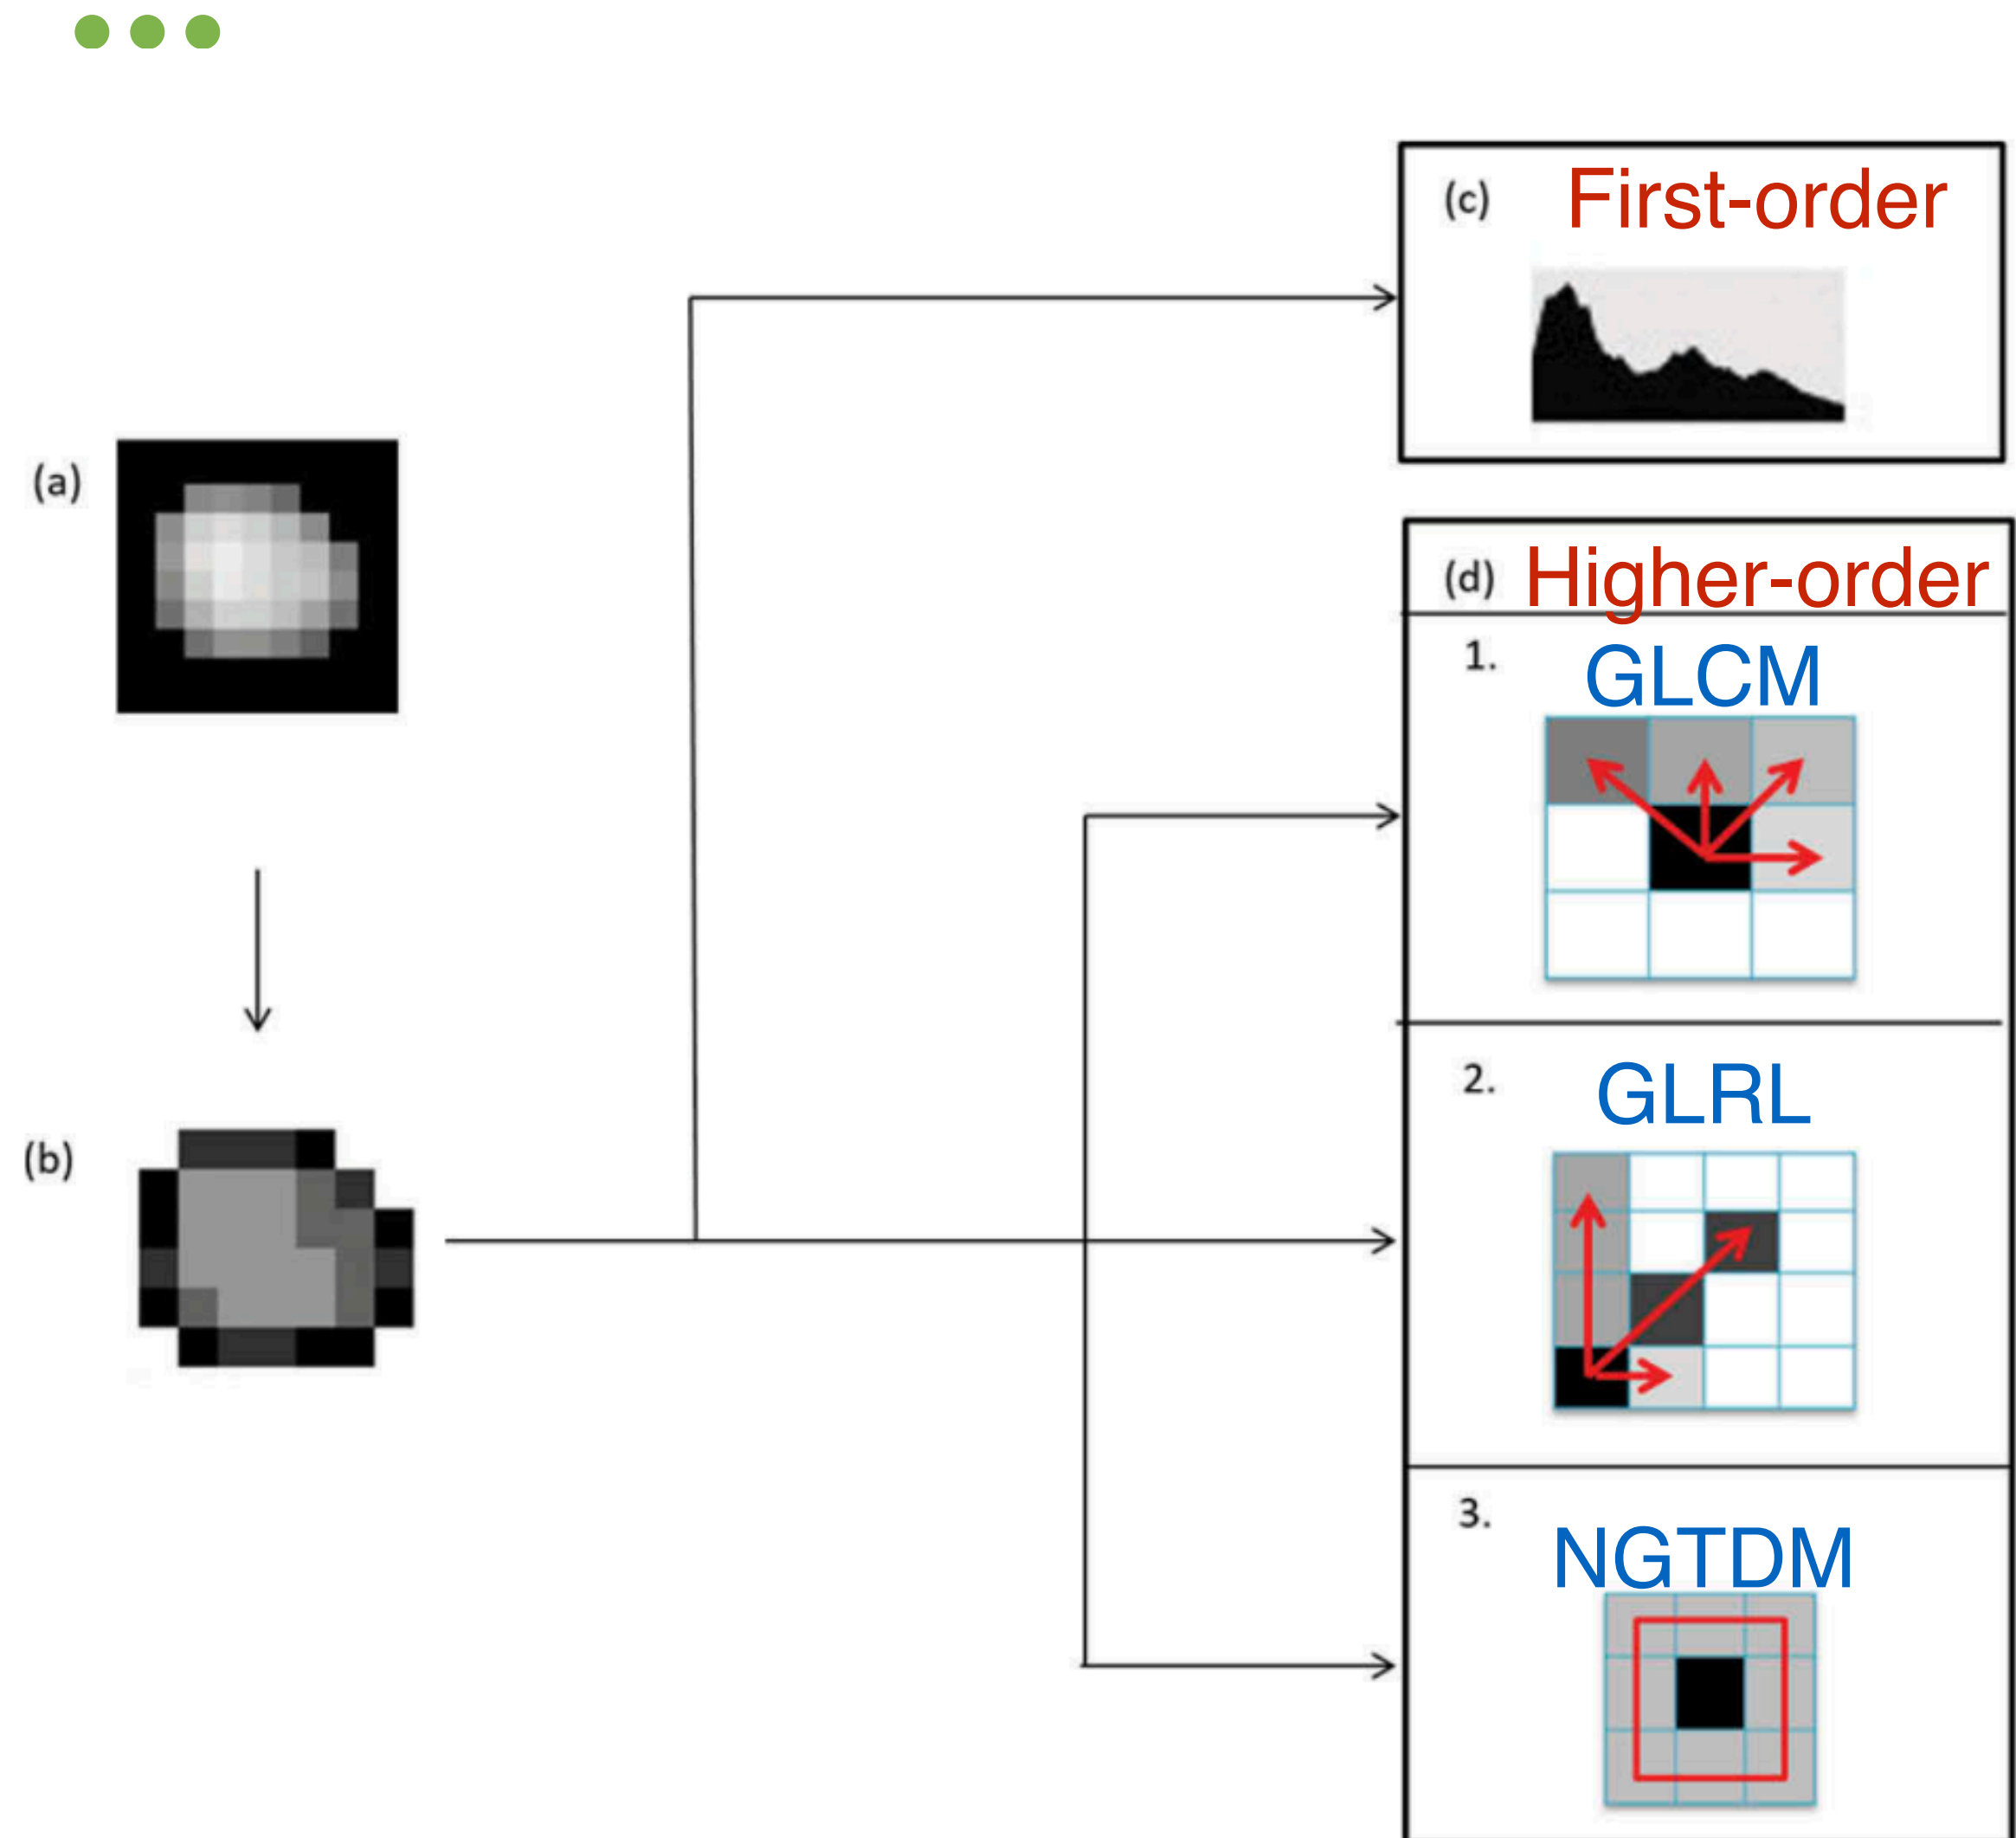 (c) First-order
(a)
(d) Higher-order
1. GLCM
2. GLRL
(b)
3. NGTDM